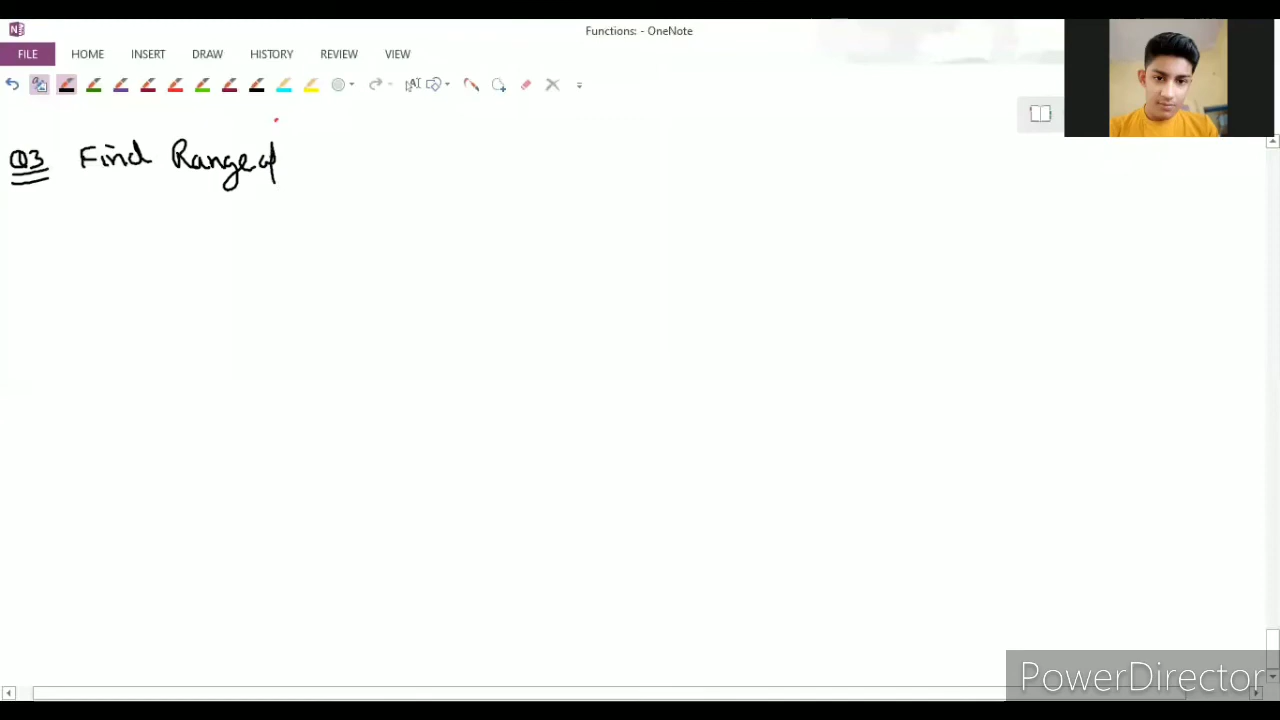 Functions: - OneNote
FILE HOME INSERT DRAW HISTORY REVIEW VIEW
Q3 Find Range of
PowerDirector